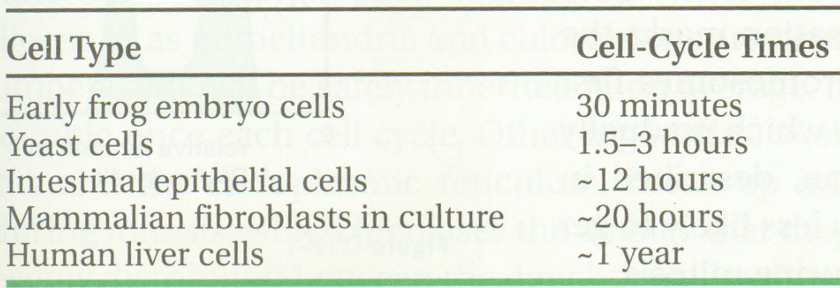 Cell Type Cell-Cycle Times
Early frog embryo cells 30 minutes
Yeast cells 1.5–3 hours
Intestinal epithelial cells ~12 hours
Mammalian fibroblasts in culture ~20 hours
Human liver cells ~1 year